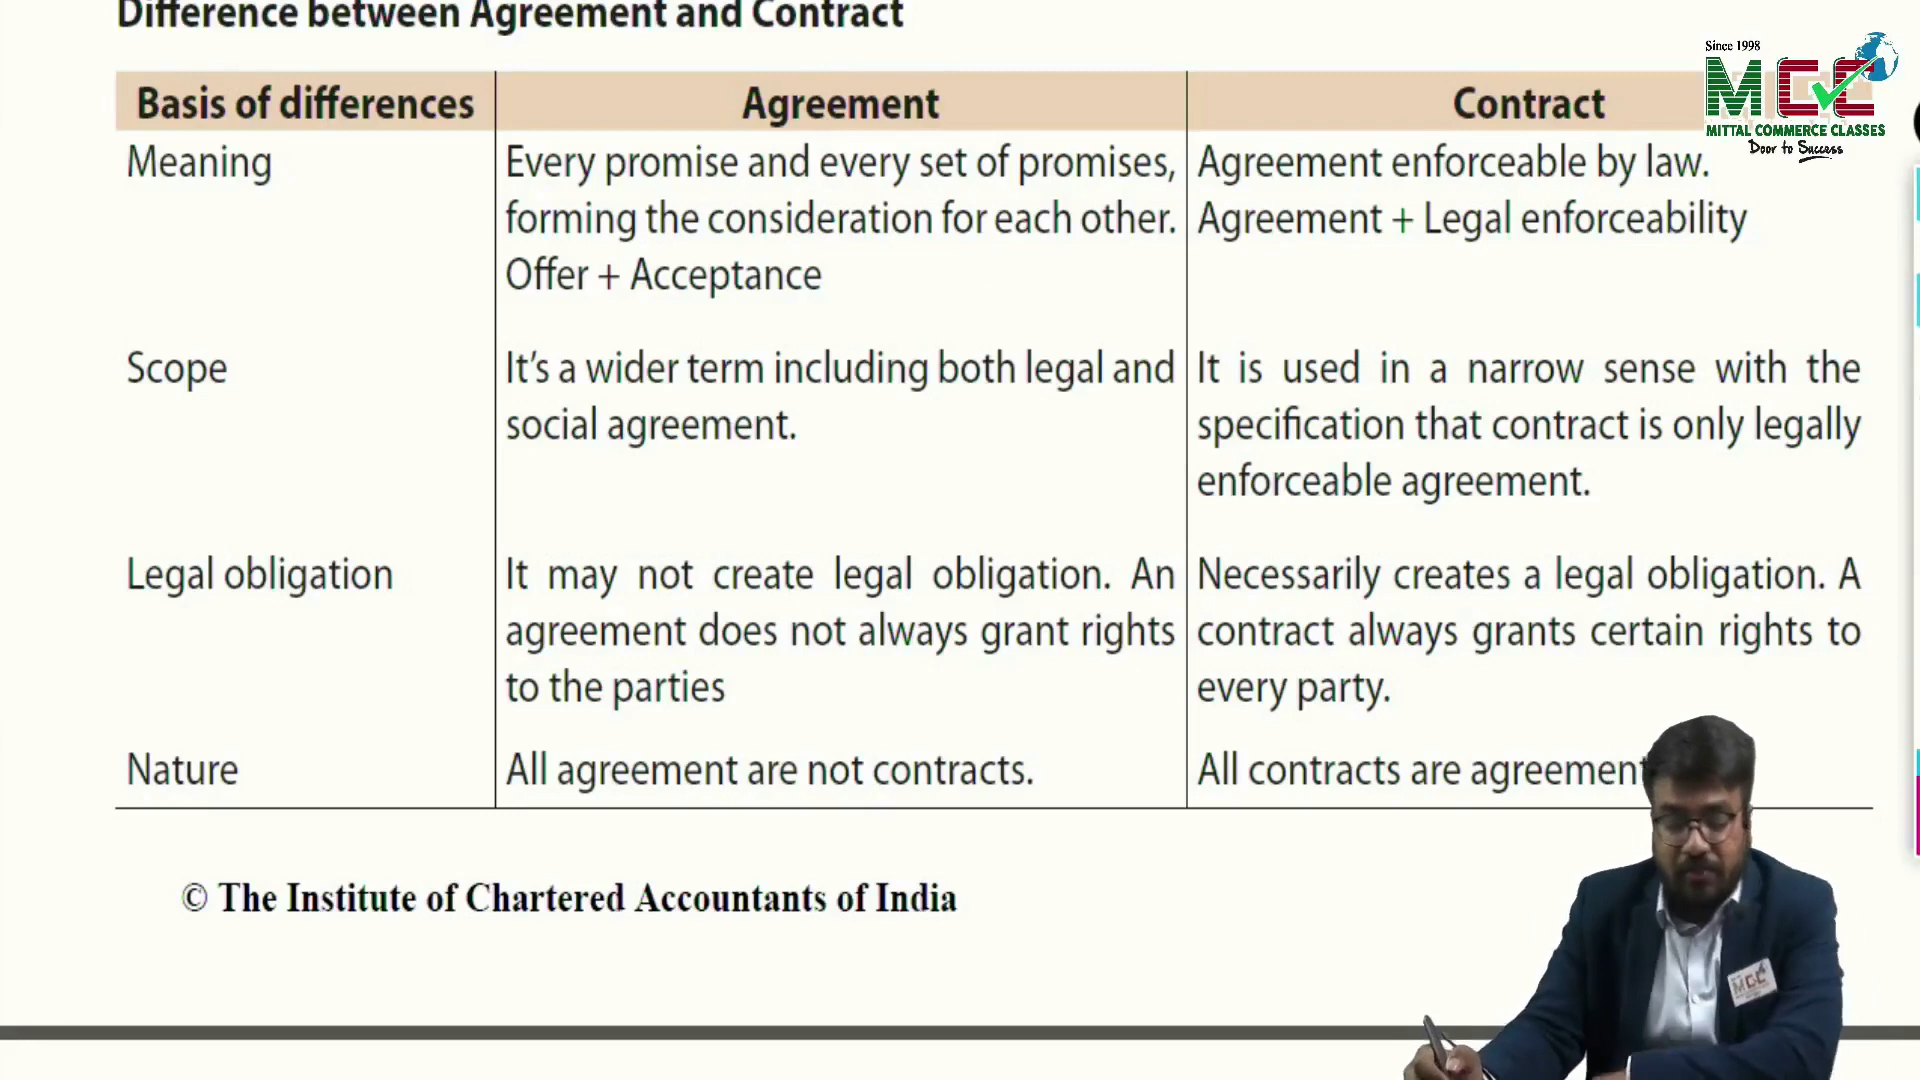 Difference between Agreement and Contract
Since 1998
MCC
MITTAL COMMERCE CLASSES
Door to Success
Basis of differences Agreement Contract
Meaning Every promise and every set of promises, Agreement enforceable by law.
forming the consideration for each other. Agreement + Legal enforceability
Offer + Acceptance
Scope It's a wider term including both legal and It is used in a narrow sense with the
social agreement. specification that contract is only legally
enforceable agreement.
Legal obligation It may not create legal obligation. An Necessarily creates a legal obligation. A
agreement does not always grant rights contract always grants certain rights to
to the parties every party.
Nature All agreement are not contracts. All contracts are agreement
© The Institute of Chartered Accountants of India
MCC